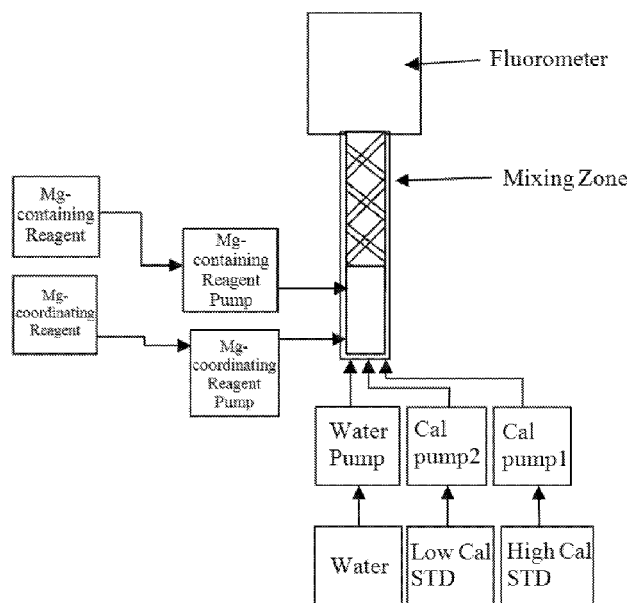 Fluorometer
Mixing Zone
Mg-
containing
Reagent
Mg-
containing
Reagent
Pump
Mg-
coordinating
Reagent
Mg-
coordinating
Reagent
Pump
Water
Pump
Cal
pump2
Cal
pump1
Water
Low Cal
STD
High Cal
STD